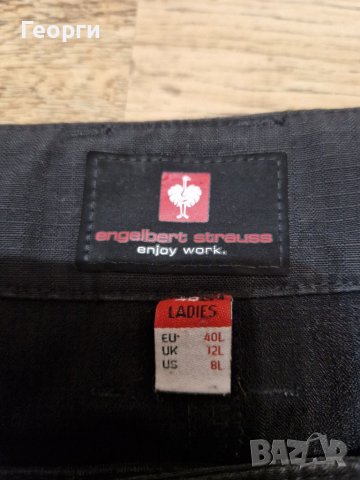 Георги
engelbert strauss
enjoy work.
LADIES
EU 40L
UK 12L
US 8L
BAZAR